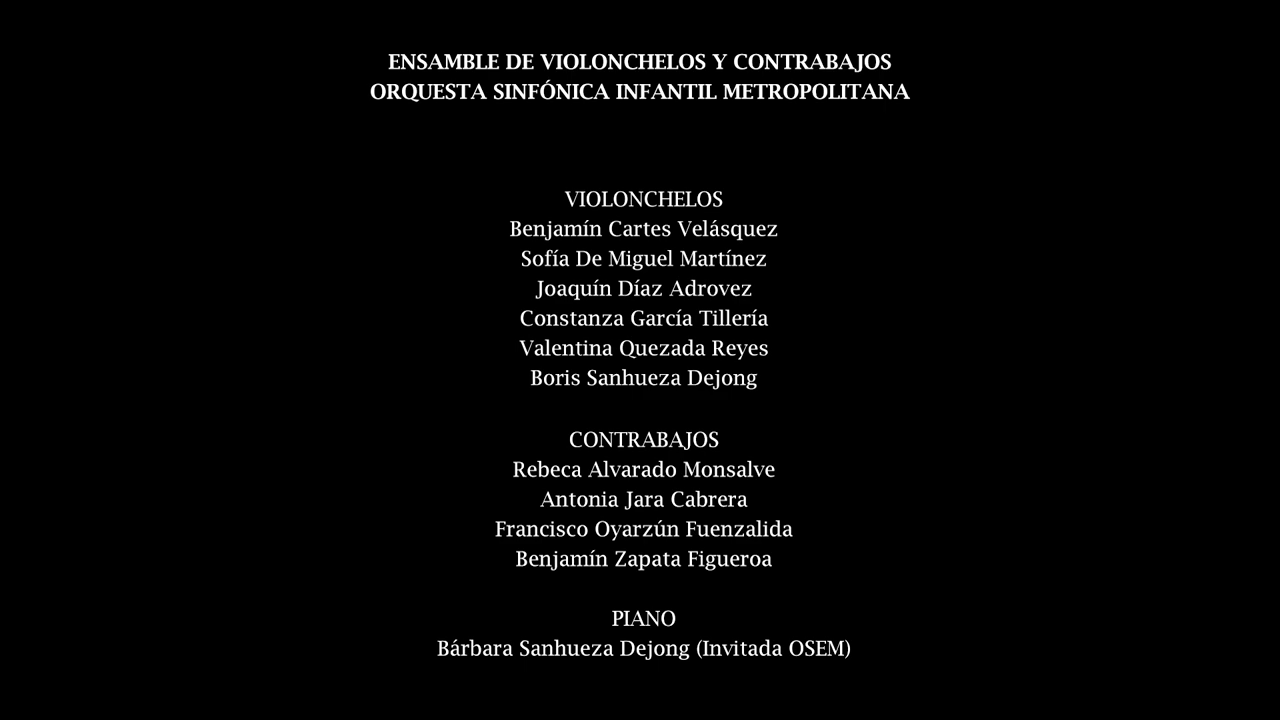 ENSAMBLE DE VIOLONCHELOS Y CONTRABAJOS
ORQUESTA SINFÓNICA INFANTIL METROPOLITANA
VIOLONCHELOS
Benjamín Cartes Velásquez
Sofía De Miguel Martínez
Joaquín Díaz Adrovez
Constanza García Tillería
Valentina Quezada Reyes
Boris Sanhueza Dejong
CONTRABAJOS
Rebeca Alvarado Monsalve
Antonia Jara Cabrera
Francisco Oyarzún Fuenzalida
Benjamín Zapata Figueroa
PIANO
Bárbara Sanhueza Dejong (Invitada OSEM)